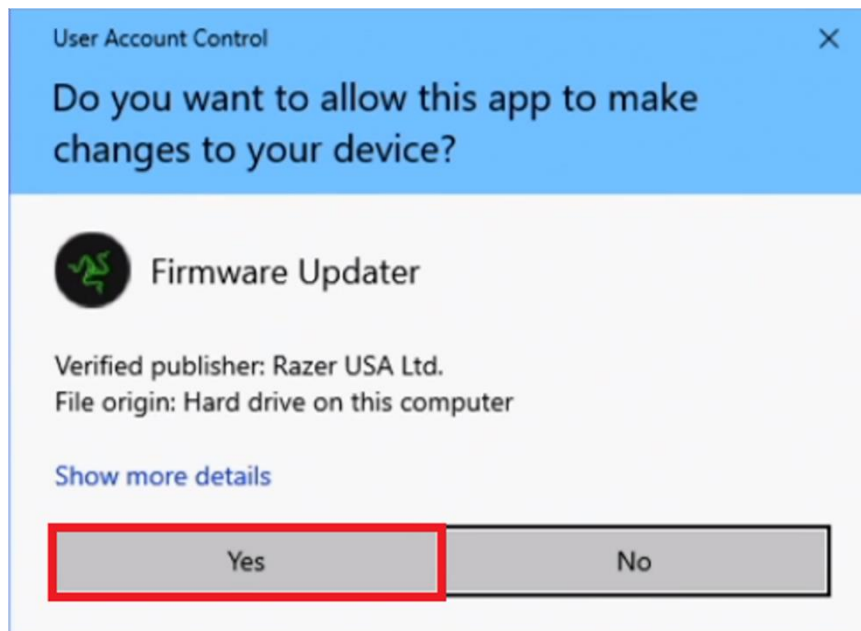 User Account Control
Do you want to allow this app to make
changes to your device?
Firmware Updater
Verified publisher: Razer USA Ltd.
File origin: Hard drive on this computer
Show more details
Yes
No